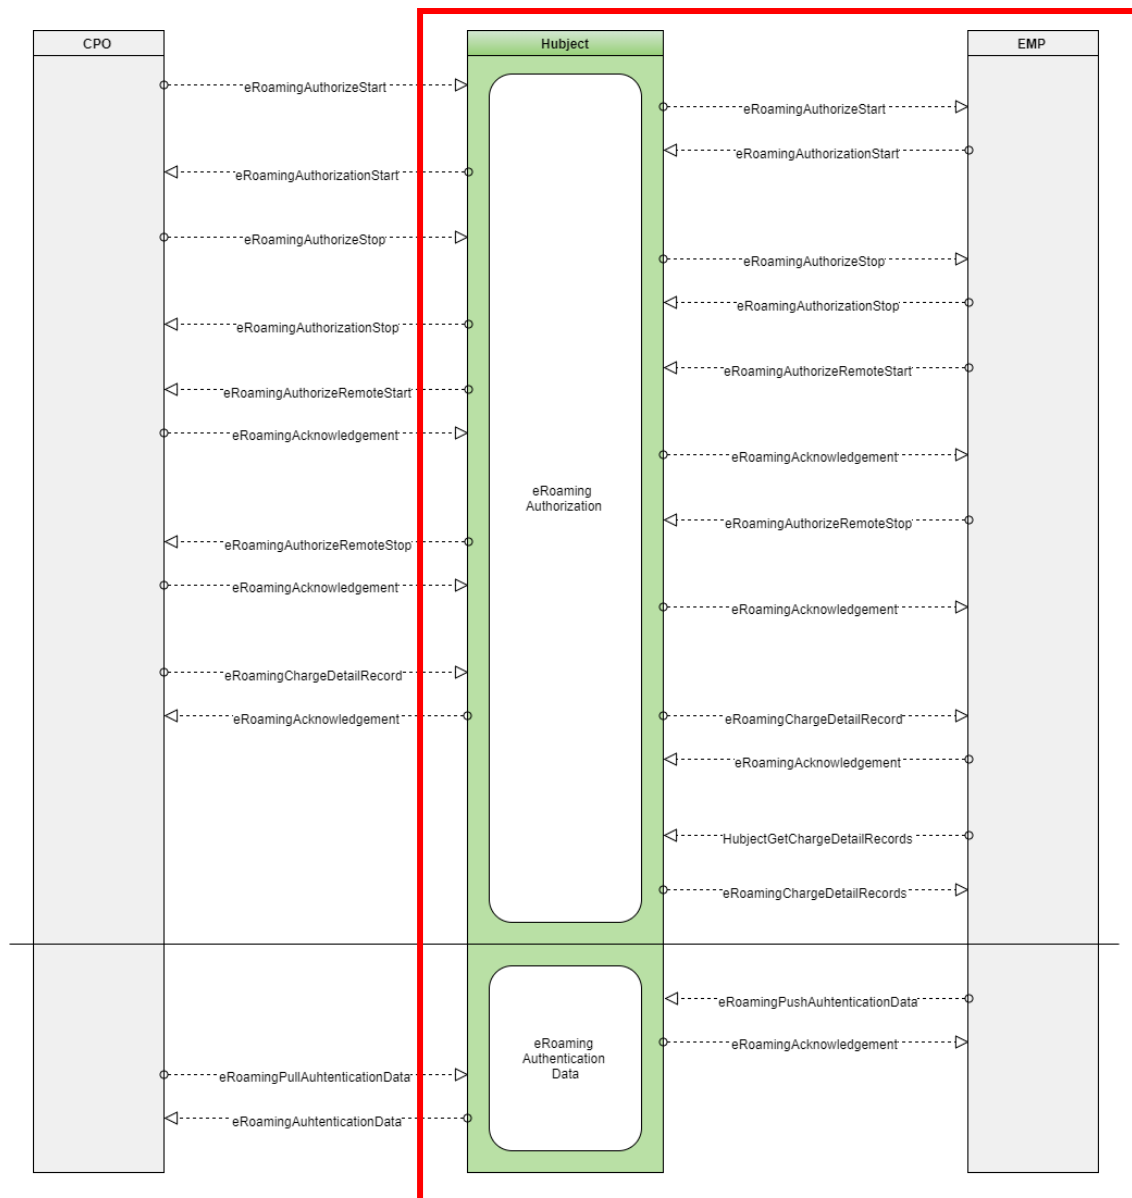 CPO
Hubject
EMP
eRoamingAuthorizeStart
eRoamingAuthorizeStart
eRoamingAuthorizationStart
eRoamingAuthorizationStart
eRoamingAuthorizeStop
eRoamingAuthorizeStop
eRoamingAuthorizationStop
eRoamingAuthorizationStop
eRoamingAuthorizeRemoteStart
eRoamingAuthorizeRemoteStart
eRoamingAcknowledgement
eRoamingAcknowledgement
eRoaming
Authorization
eRoamingAuthorizeRemoteStop
eRoamingAuthorizeRemoteStop
eRoamingAcknowledgement
eRoamingAcknowledgement
eRoamingChargeDetailRecord
eRoamingAcknowledgement
eRoamingChargeDetailRecord
eRoamingAcknowledgement
HubjectGetChargeDetailRecords
eRoamingChargeDetailRecords
eRoamingPushAuhtenticationData
eRoaming
Authentication
Data
eRoamingAcknowledgement
eRoamingPullAuhtenticationData
eRoamingAuhtenticationData